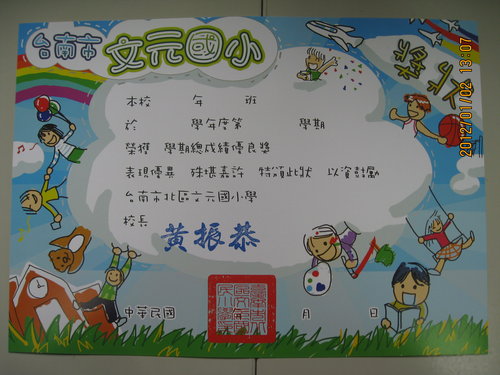 台南市 文元國小
奬狀
本校 年 班
於 學年度第 學期
榮獲 學期總成績優良獎
表現優異 殊堪嘉許 特頒此狀 以資鼓勵
台南市北區文元國小學
校長 黃振恭
中華民國 月 日
2012/01/02 13:07